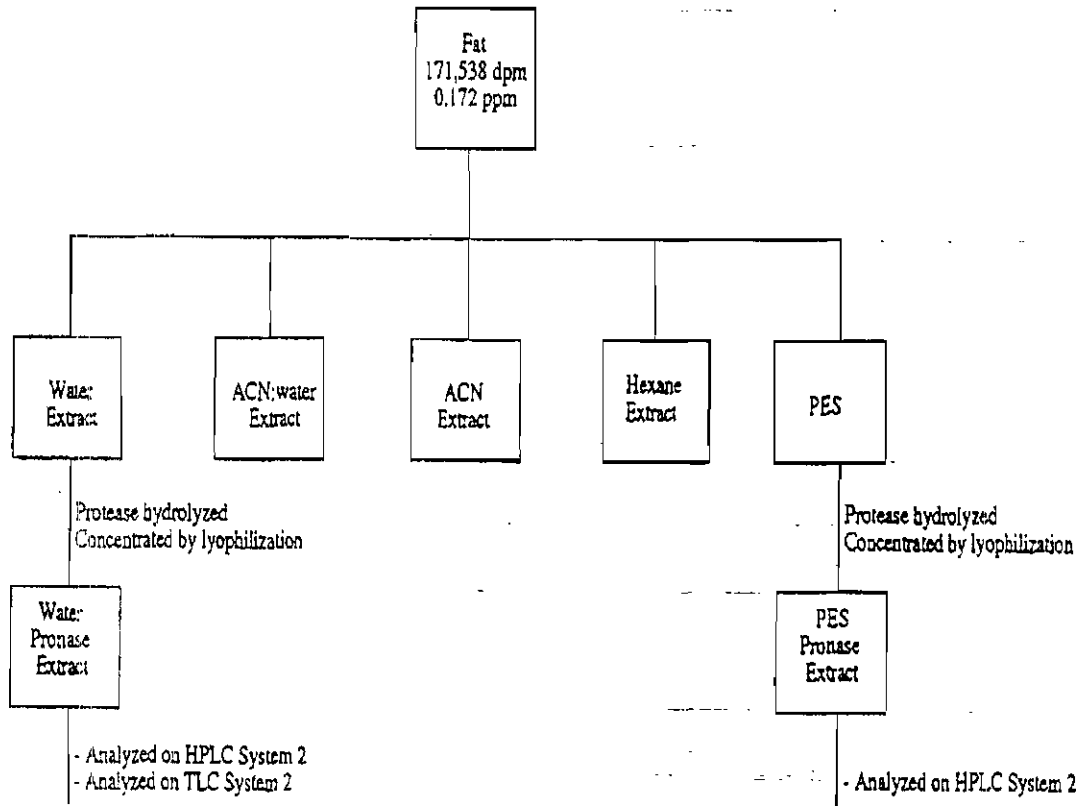 Fat
171,538 dpm
0.172 ppm
Water
Extract
ACN:water
Extract
ACN
Extract
Hexane
Extract
PES
Protease hydrolyzed
Concentrated by lyophilization
Protease hydrolyzed
Concentrated by lyophilization
Water
Pronase
Extract
PES
Pronase
Extract
- Analyzed on HPLC System 2
- Analyzed on TLC System 2
- Analyzed on HPLC System 2